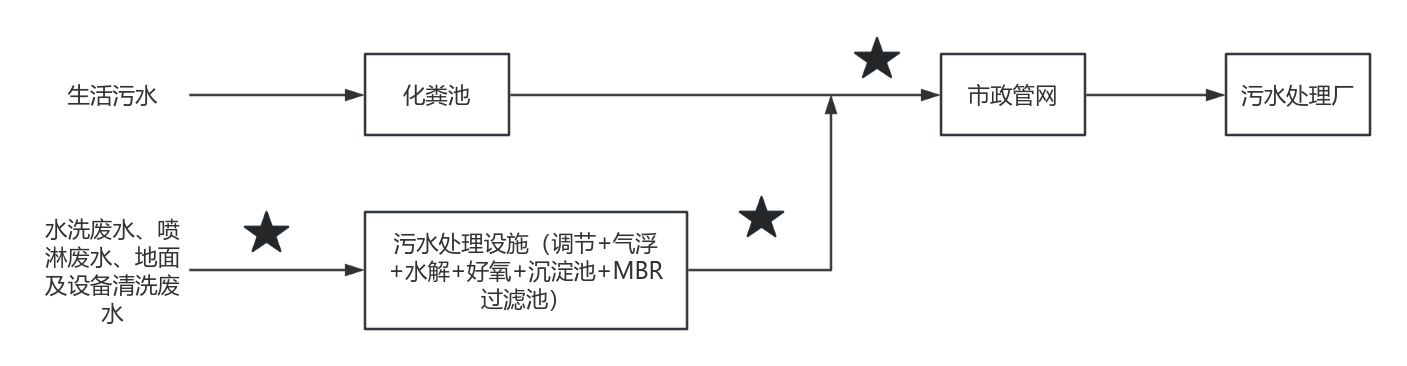 生活污水
化粪池
市政管网
污水处理厂
水洗废水、喷
淋废水、地面
及设备清洗废
水
污水处理设施（调节+气浮
+水解+好氧+沉淀池+MBR
过滤池）